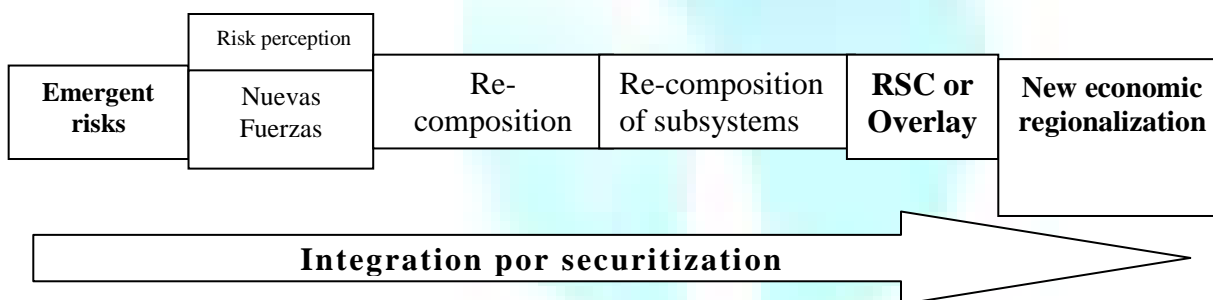 Risk perception
Emergent
risks
Nuevas
Fuerzas
Re-
composition
Re-composition
of subsystems
RSC or
Overlay
New economic
regionalization
Integration por securitization